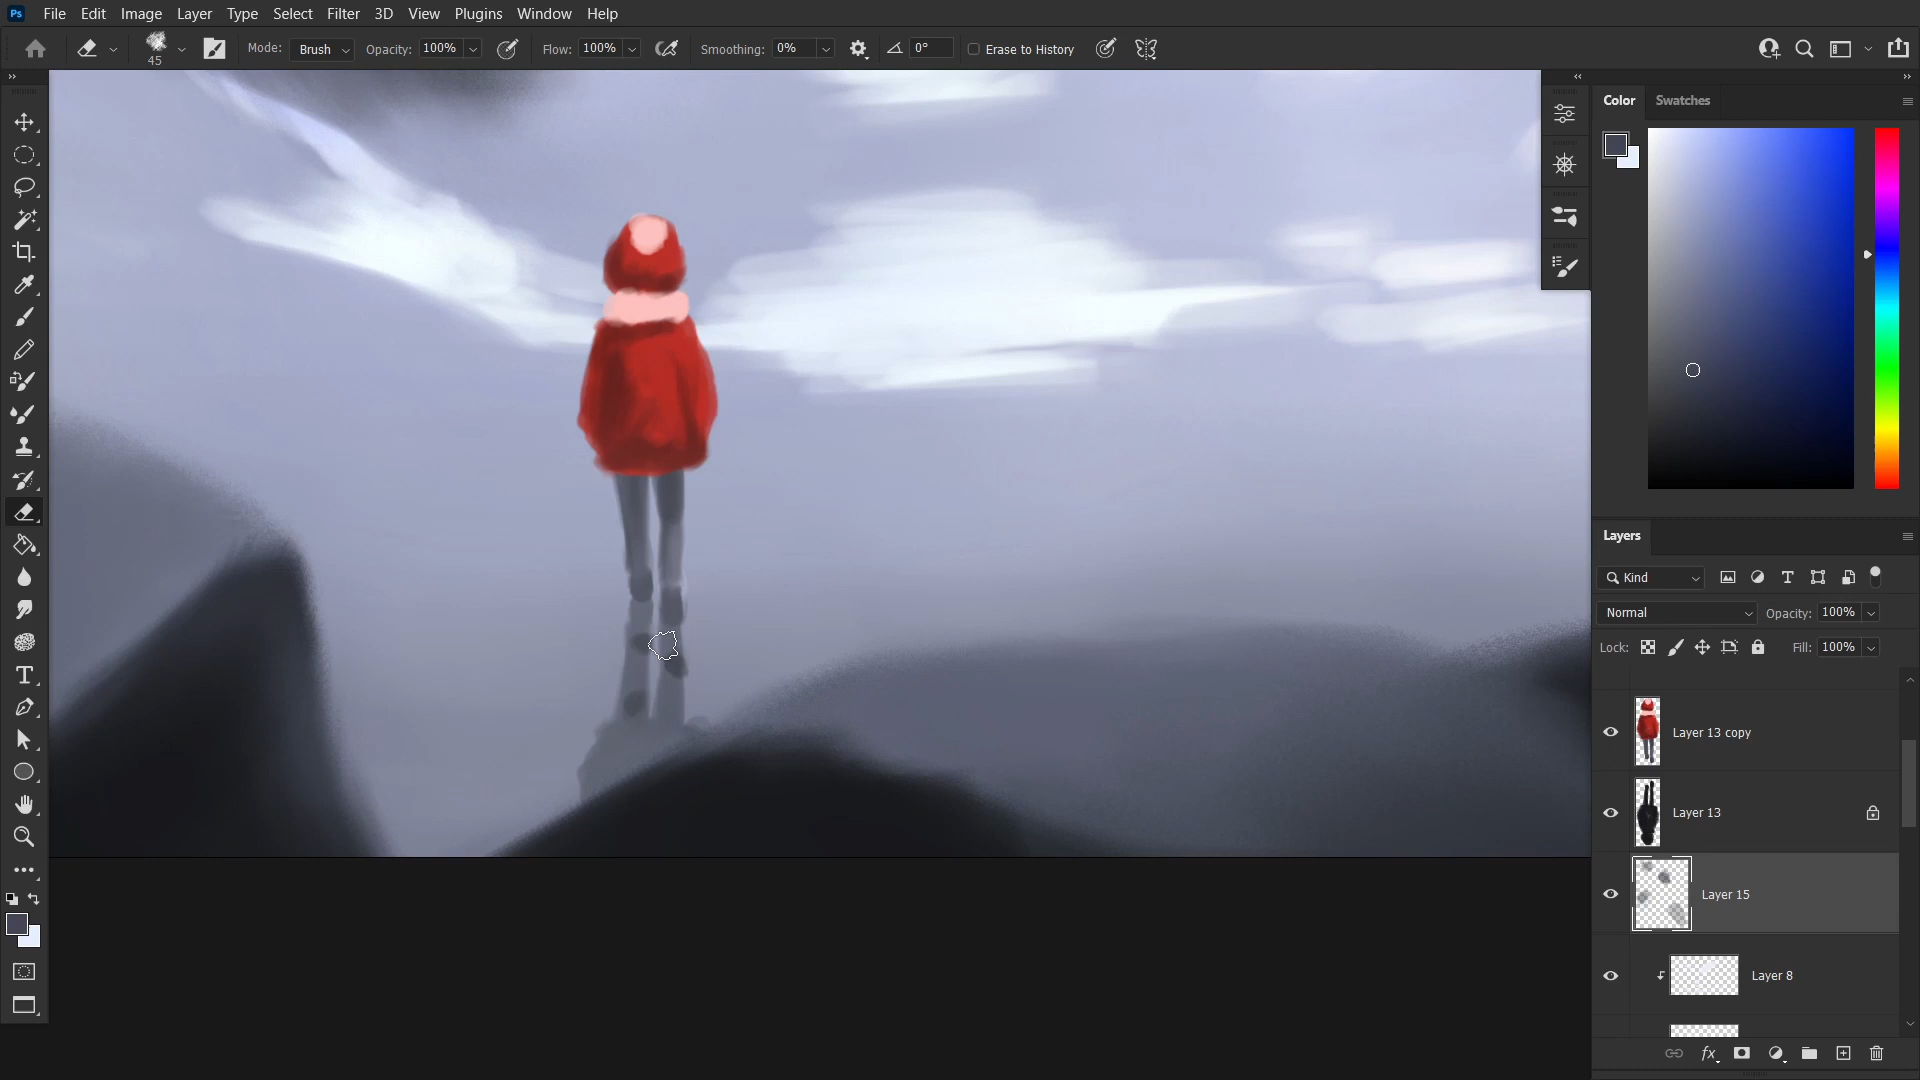 Ps File Edit Image Layer Type Select Filter 3D View Plugins Window Help
45 Mode: Brush Opacity: 100% Flow: 100% Smoothing: 0% 0° Erase to History
Color Swatches
Layers
Kind
Normal Opacity: 100%
Lock: Fill: 100%
Layer 13 copy
Layer 13
Layer 15
Layer 8
fx